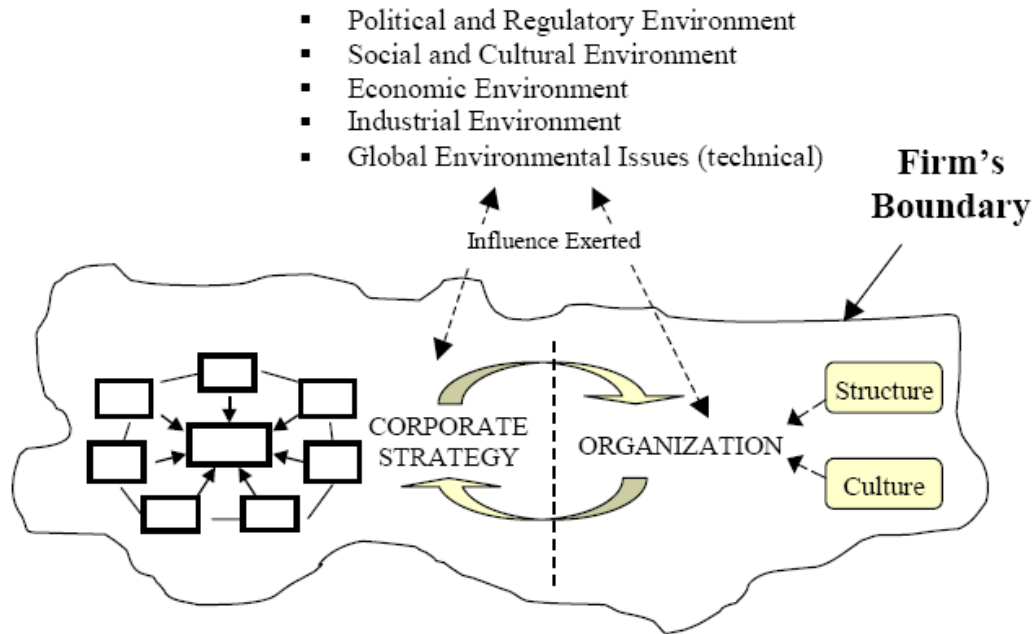 ▪ Political and Regulatory Environment
▪ Social and Cultural Environment
▪ Economic Environment
▪ Industrial Environment
▪ Global Environmental Issues (technical)
Firm's
Boundary
Influence Exerted
CORPORATE
STRATEGY
ORGANIZATION
Structure
Culture